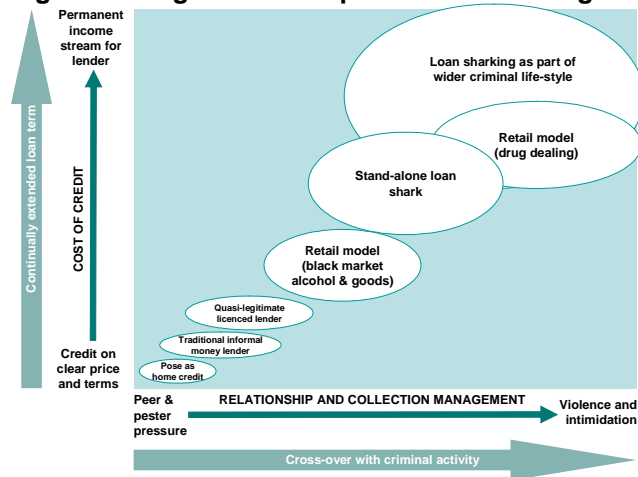 Permanent
income
stream for
lender
Continually extended loan term
COST OF CREDIT
Credit on
clear price
and terms
Loan sharking as part of
wider criminal life-style
Retail model
(drug dealing)
Stand-alone loan
shark
Retail model
(black market
alcohol & goods)
Quasi-legitimate
licenced lender
Traditional informal
money lender
Pose as
home credit
Peer &
pester
pressure
RELATIONSHIP AND COLLECTION MANAGEMENT
Violence and
intimidation
Cross-over with criminal activity